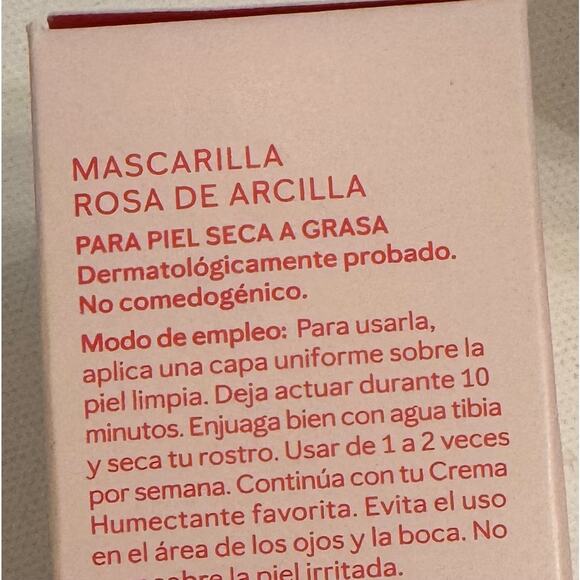 MASCARILLA
ROSA DE ARCILLA
PARA PIEL SECA A GRASA
Dermatológicamente probado.
No comedogénico.
Modo de empleo: Para usarla,
aplica una capa uniforme sobre la
piel limpia. Deja actuar durante 10
minutos. Enjuaga bien con agua tibia
y seca tu rostro. Usar de 1 a 2 veces
por semana. Continúa con tu Crema
Humectante favorita. Evita el uso
en el área de los ojos y la boca. No
sobre la piel irritada.